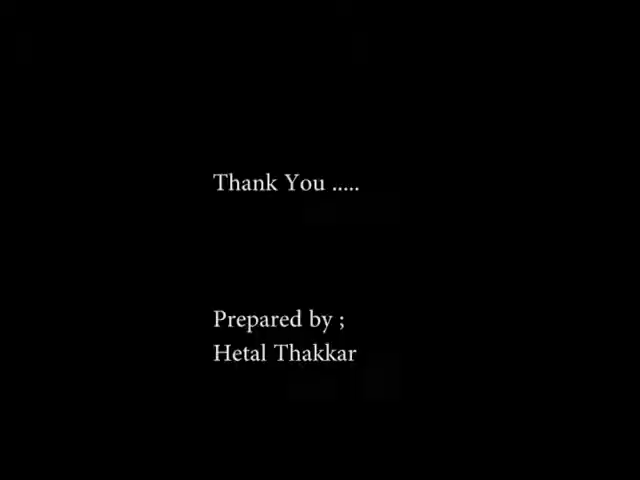 Thank You .....
Prepared by ;
Hetal Thakkar